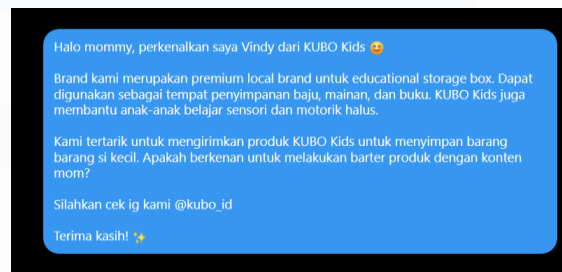 Halo mommy, perkenalkan saya Vindy dari KUBO Kids 😆
Brand kami merupakan premium local brand untuk educational storage box. Dapat
digunakan sebagai tempat penyimpanan baju, mainan, dan buku. KUBO Kids juga
membantu anak-anak belajar sensori dan motorik halus.
Kami tertarik untuk mengirimkan produk KUBO Kids untuk menyimpan barang
barang si kecil. Apakah berkenan untuk melakukan barter produk dengan konten
mom?
Silahkan cek ig kami @kubo_id
Terima kasih! ✨